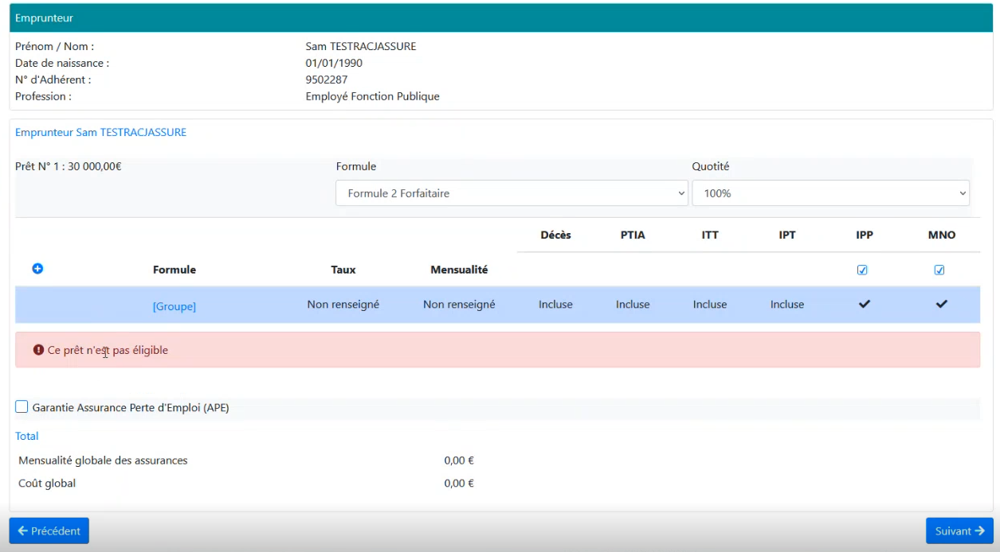 Emprunteur
Prénom / Nom : Sam TESTRACJASSURE
Date de naissance : 01/01/1990
N° d'Adhérent : 9502287
Profession : Employé Fonction Publique
Emprunteur Sam TESTRACJASSURE
Prêt N° 1 : 30 000,00€ Formule Quotité
Formule 2 Forfaitaire 100%
Décès PTIA ITT IPT IPP MNO
Formule Taux Mensualité
[Groupe] Non renseigné Non renseigné Incluse Incluse Incluse Incluse
Ce prêt n'est pas éligible
Garantie Assurance Perte d'Emploi (APE)
Total
Mensualité globale des assurances 0,00 €
Coût global 0,00 €
Précédent Suivant